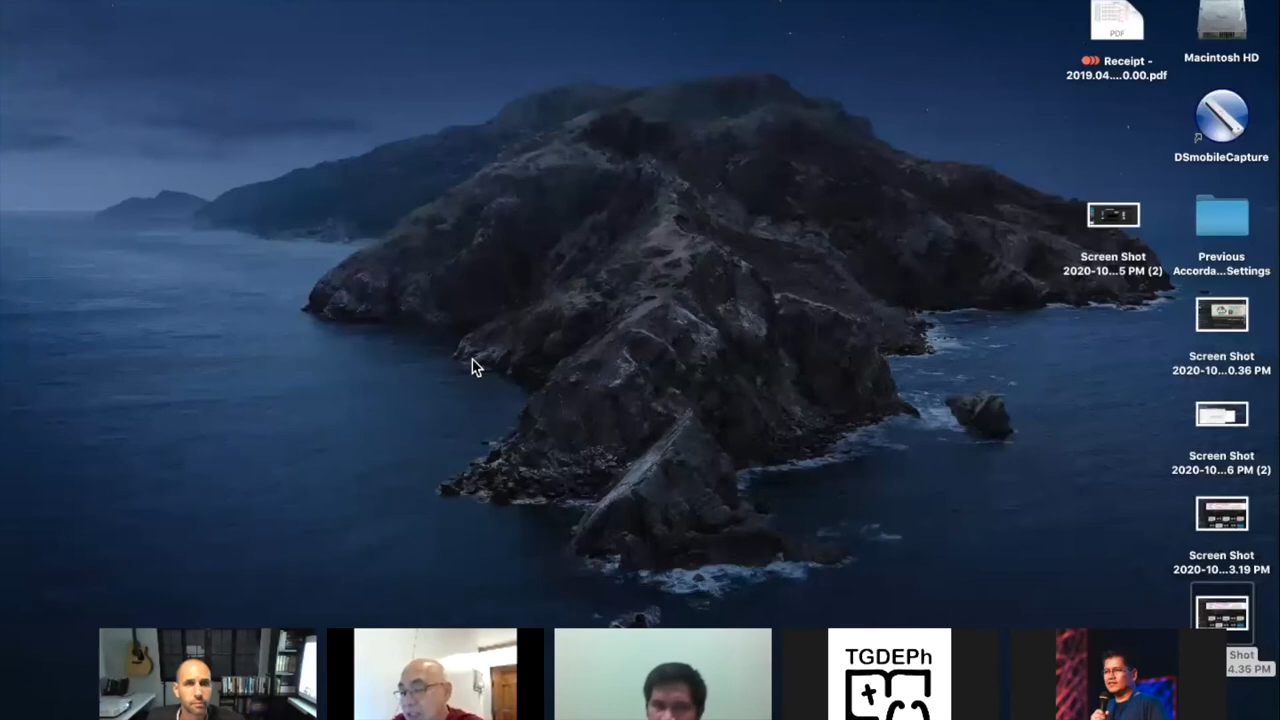 PDF
Receipt -
2019.04....0.00.pdf
Macintosh HD
DSmobileCapture
Screen Shot
2020-10...5 PM (2)
Previous
Accorda...Settings
Screen Shot
2020-10...0.36 PM
Screen Shot
2020-10...6 PM (2)
Screen Shot
2020-10...3.19 PM
Shot
4.35 PM
TGDEPh